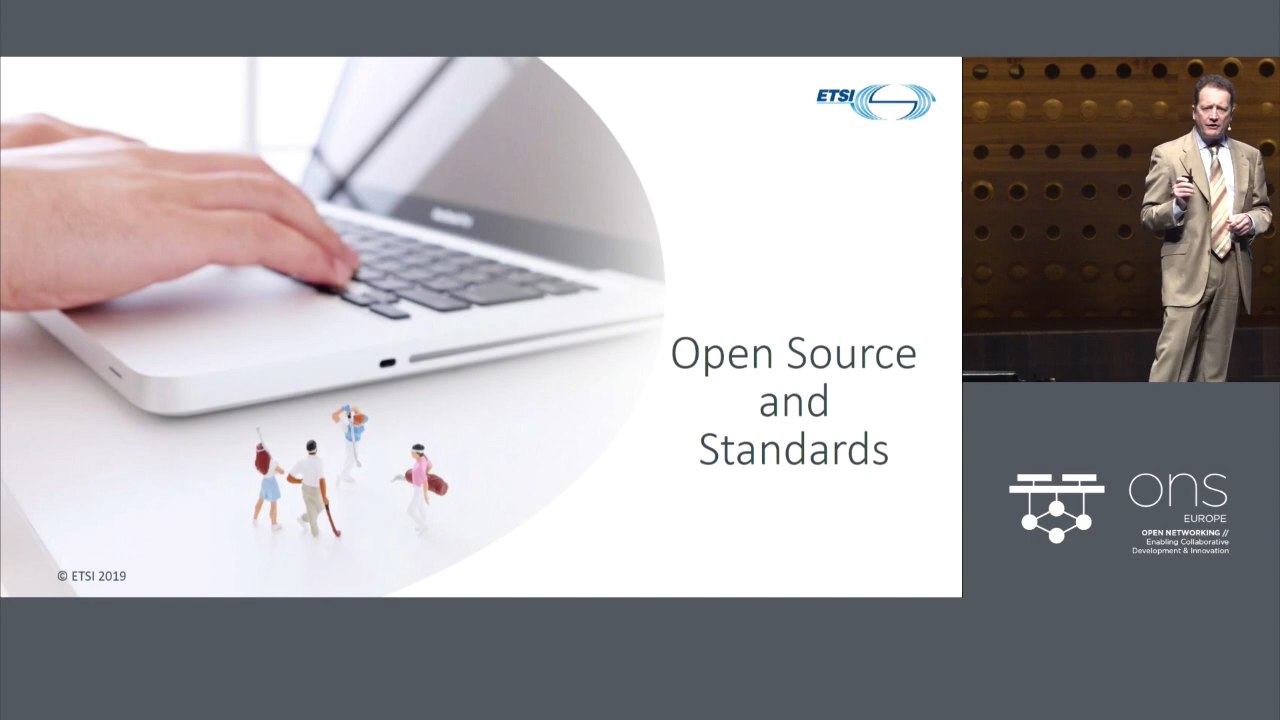 ETSI
Open Source
and
Standards
© ETSI 2019
ons
EUROPE
OPEN NETWORKING //
Enabling Collaborative
Development & Innovation